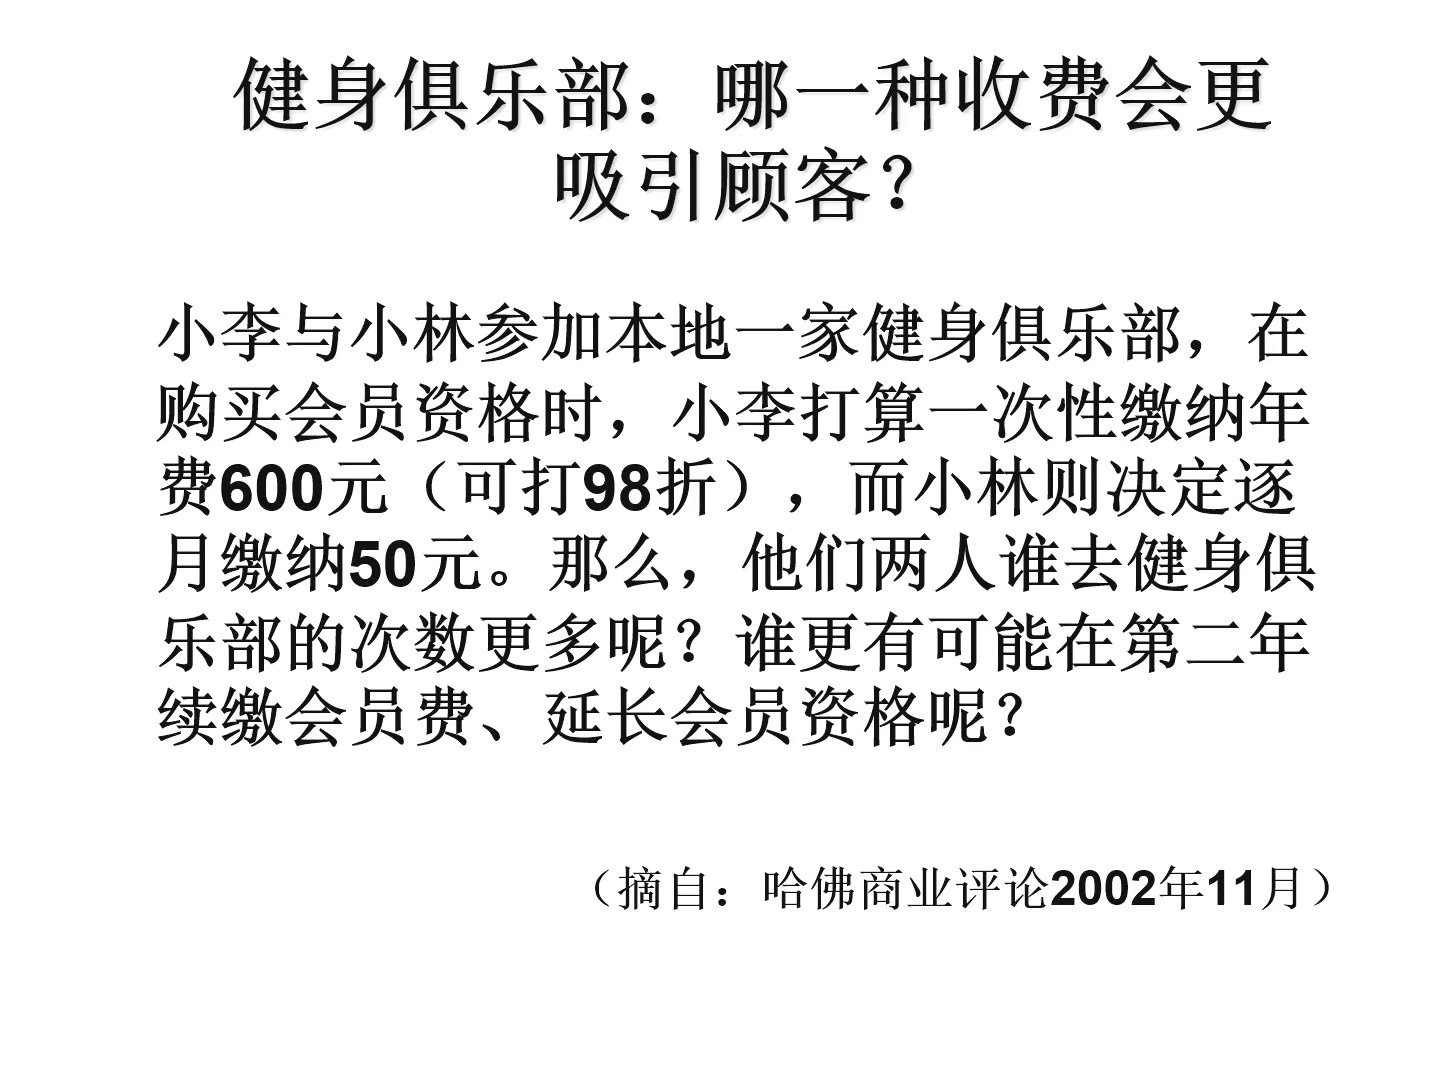 健身俱乐部：哪一种收费会更
吸引顾客？
小李与小林参加本地一家健身俱乐部，在
购买会员资格时，小李打算一次性缴纳年
费600元（可打98折），而小林则决定逐
月缴纳50元。那么，他们两人谁去健身俱
乐部的次数更多呢？谁更有可能在第二年
续缴会员费、延长会员资格呢？
（摘自：哈佛商业评论2002年11月）